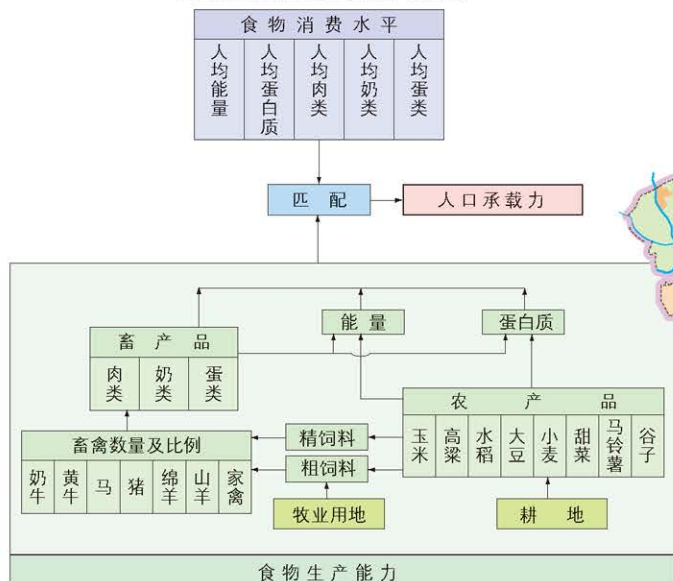 食物消费水平
人均能量
人均蛋白质
人均肉类
人均奶类
人均蛋类
匹配
人口承载力
能量
蛋白质
畜产品
肉类
奶类
蛋类
农产品
玉米
高粱
水稻
大豆
小麦
甜菜
马铃薯
谷子
畜禽数量及比例
奶牛
黄牛
马
猪
绵羊
山羊
家禽
精饲料
粗饲料
牧业用地
耕地
食物生产能力